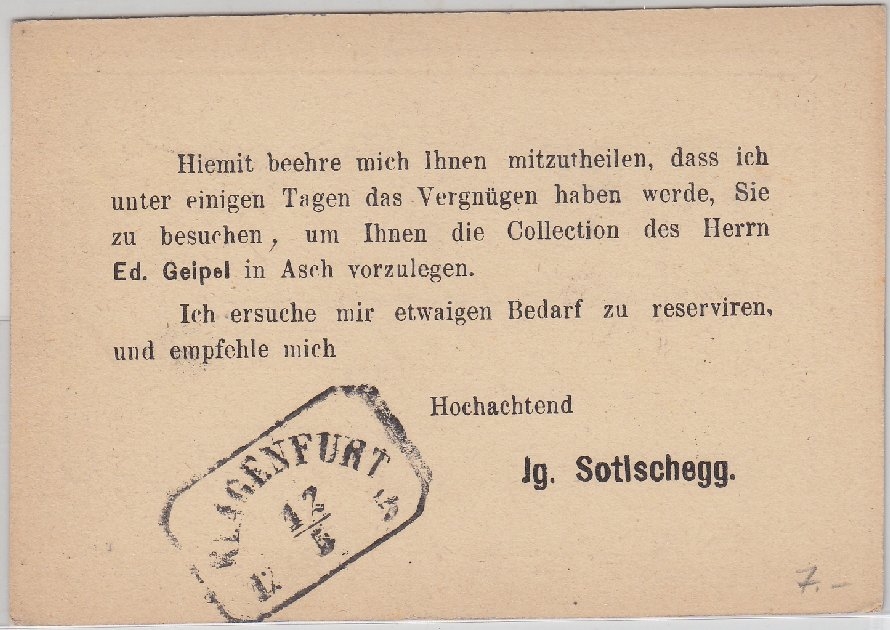 Hiemit beehre mich Ihnen mitzutheilen, dass ich
unter einigen Tagen das Vergnügen haben werde, Sie
zu besuchen, um Ihnen die Collection des Herrn
Ed. Geipel in Asch vorzulegen.
Ich ersuche mir etwaigen Bedarf zu reserviren,
und empfehle mich
Hochachtend
Jg. Sotlschegg.
KLAGENFURT
12
5
12
7.-